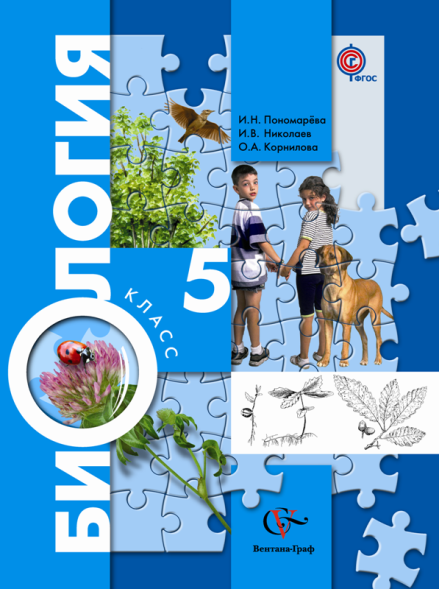 БИОЛОГИЯ
И.Н. Пономарёва
И.В. Николаев
О.А. Корнилова
ФГОС
5
КЛАСС
Вентана-Граф